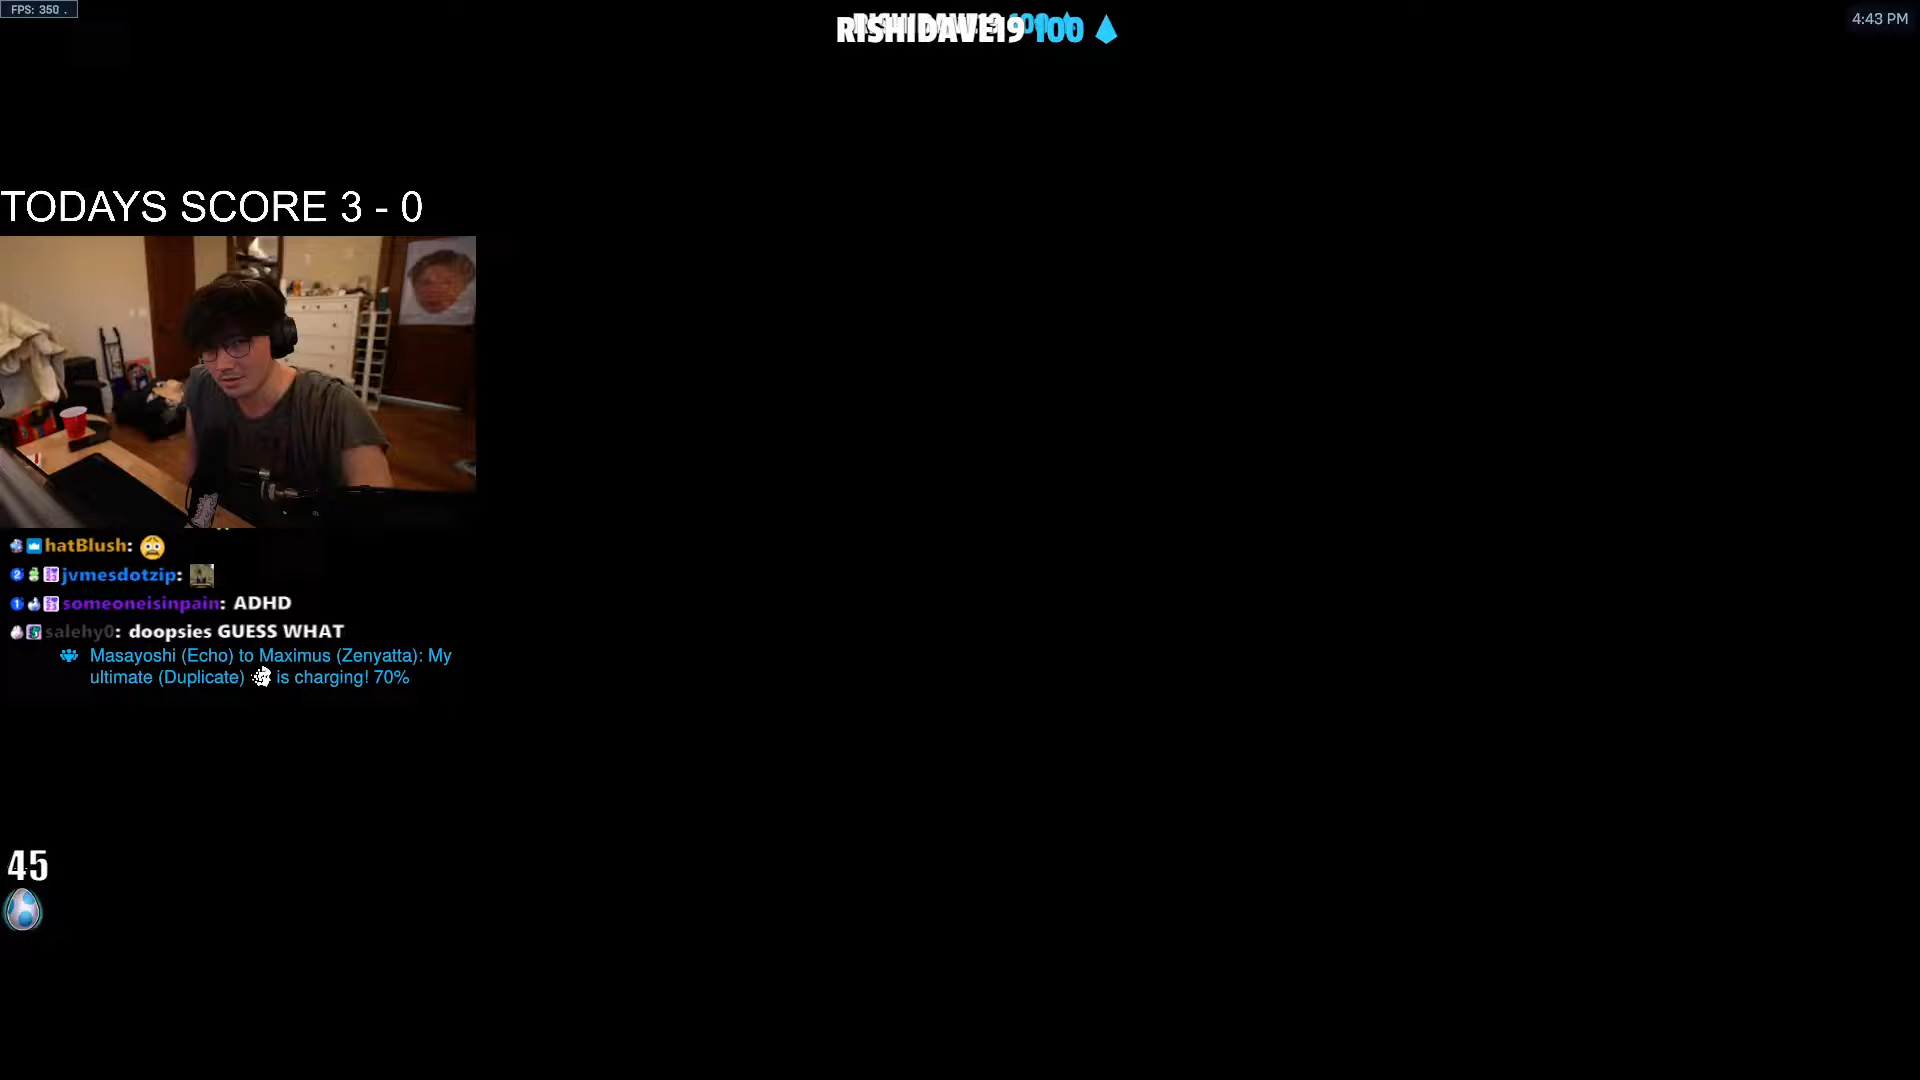 FPS: 350 .
RISHIDAVE19 100
4:43 PM
TODAYS SCORE 3 - 0
hatBlush:
jvmesdotzip:
someoneisinpain: ADHD
salehy0: doopsies GUESS WHAT
Masayoshi (Echo) to Maximus (Zenyatta): My
ultimate (Duplicate) is charging! 70%
45